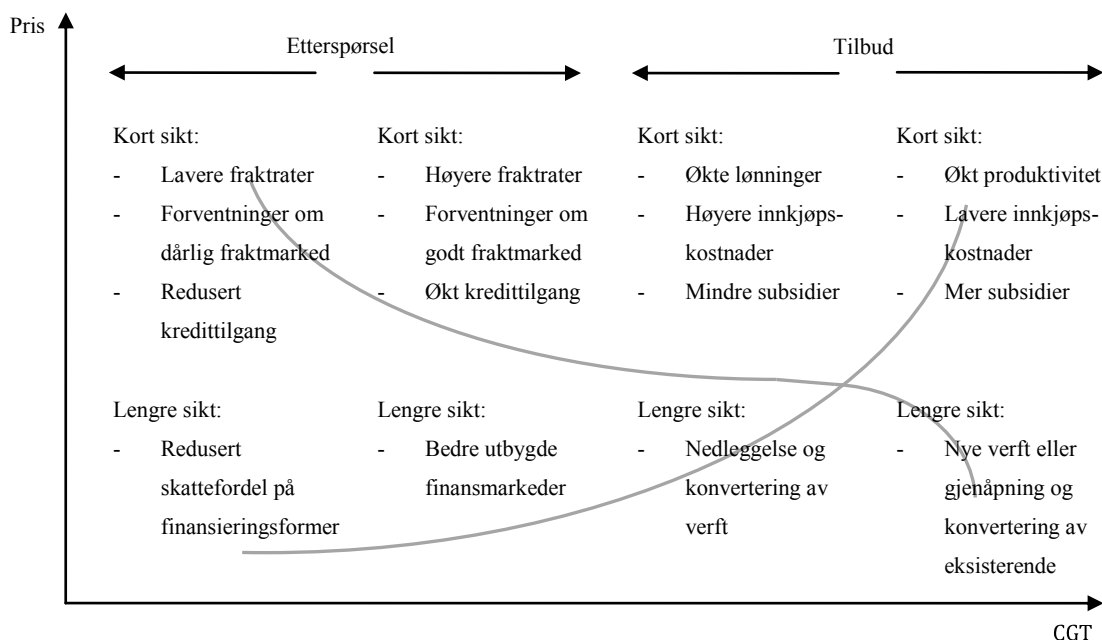 Pris
Etterspørsel
Tilbud
Kort sikt:
- Lavere fraktrater
- Forventninger om
dårlig fraktmarked
- Redusert
kredittilgang
Kort sikt:
- Høyere fraktrater
- Forventninger om
godt fraktmarked
- Økt kredittilgang
Kort sikt:
- Økte lønninger
- Høyere innkjøps-
kostnader
- Mindre subsidier
Kort sikt:
- Økt produktivitet
- Lavere innkjøps-
kostnader
- Mer subsidier
Lengre sikt:
- Redusert
skattefordel på
finansieringsformer
Lengre sikt:
- Bedre utbygde
finansmarkeder
Lengre sikt:
- Nedleggelse og
konvertering av
verft
Lengre sikt:
- Nye verft eller
gjenåpning og
konvertering av
eksisterende
CGT